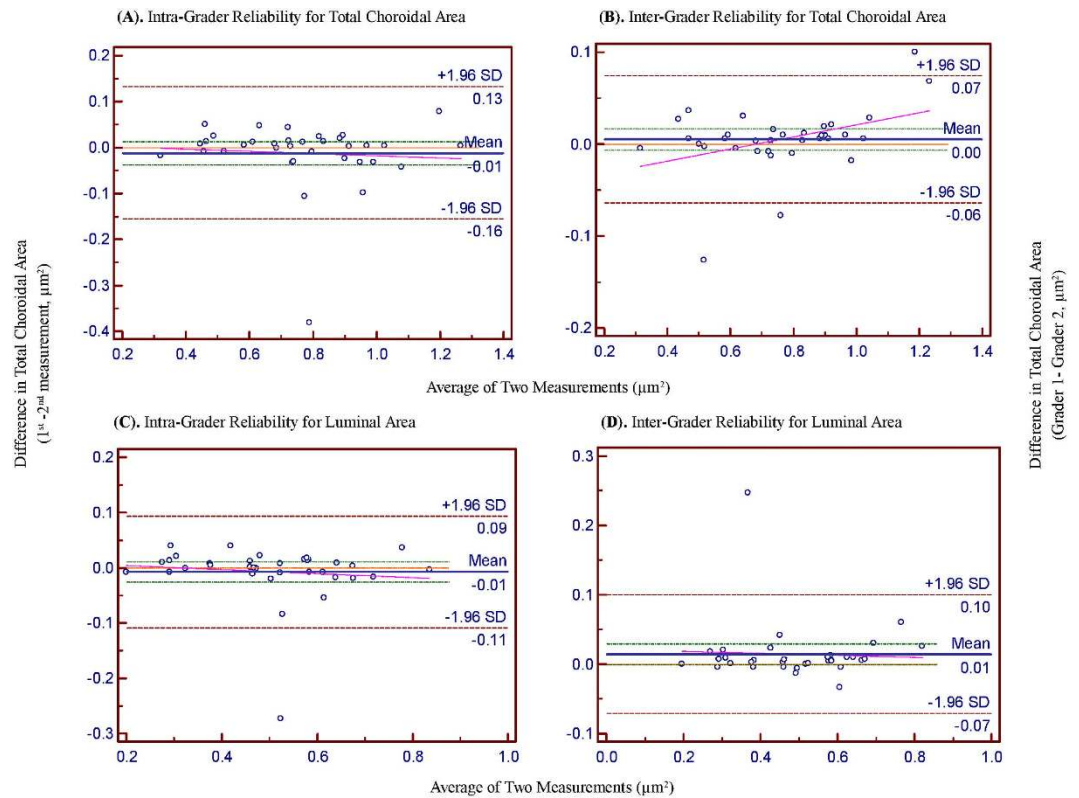 (A). Intra-Grader Reliability for Total Choroidal Area
0.2
0.1
0.0
-0.1
-0.2
-0.3
-0.4
0.2 0.4 0.6 0.8 1.0 1.2 1.4
+1.96 SD
0.13
Mean
-0.01
-1.96 SD
-0.16
(B). Inter-Grader Reliability for Total Choroidal Area
0.1
0.0
-0.1
-0.2
0.2 0.4 0.6 0.8 1.0 1.2 1.4
+1.96 SD
0.07
Mean
0.00
-1.96 SD
-0.06
Average of Two Measurements (µm²)
Difference in Total Choroidal Area
(1st -2nd measurement, µm²)
Difference in Total Choroidal Area
(Grader 1- Grader 2, µm²)
(C). Intra-Grader Reliability for Luminal Area
0.2
0.1
0.0
-0.1
-0.2
-0.3
0.2 0.4 0.6 0.8 1.0
+1.96 SD
0.09
Mean
-0.01
-1.96 SD
-0.11
(D). Inter-Grader Reliability for Luminal Area
0.3
0.2
0.1
0.0
-0.1
0.0 0.2 0.4 0.6 0.8 1.0
+1.96 SD
0.10
Mean
0.01
-1.96 SD
-0.07
Average of Two Measurements (µm²)